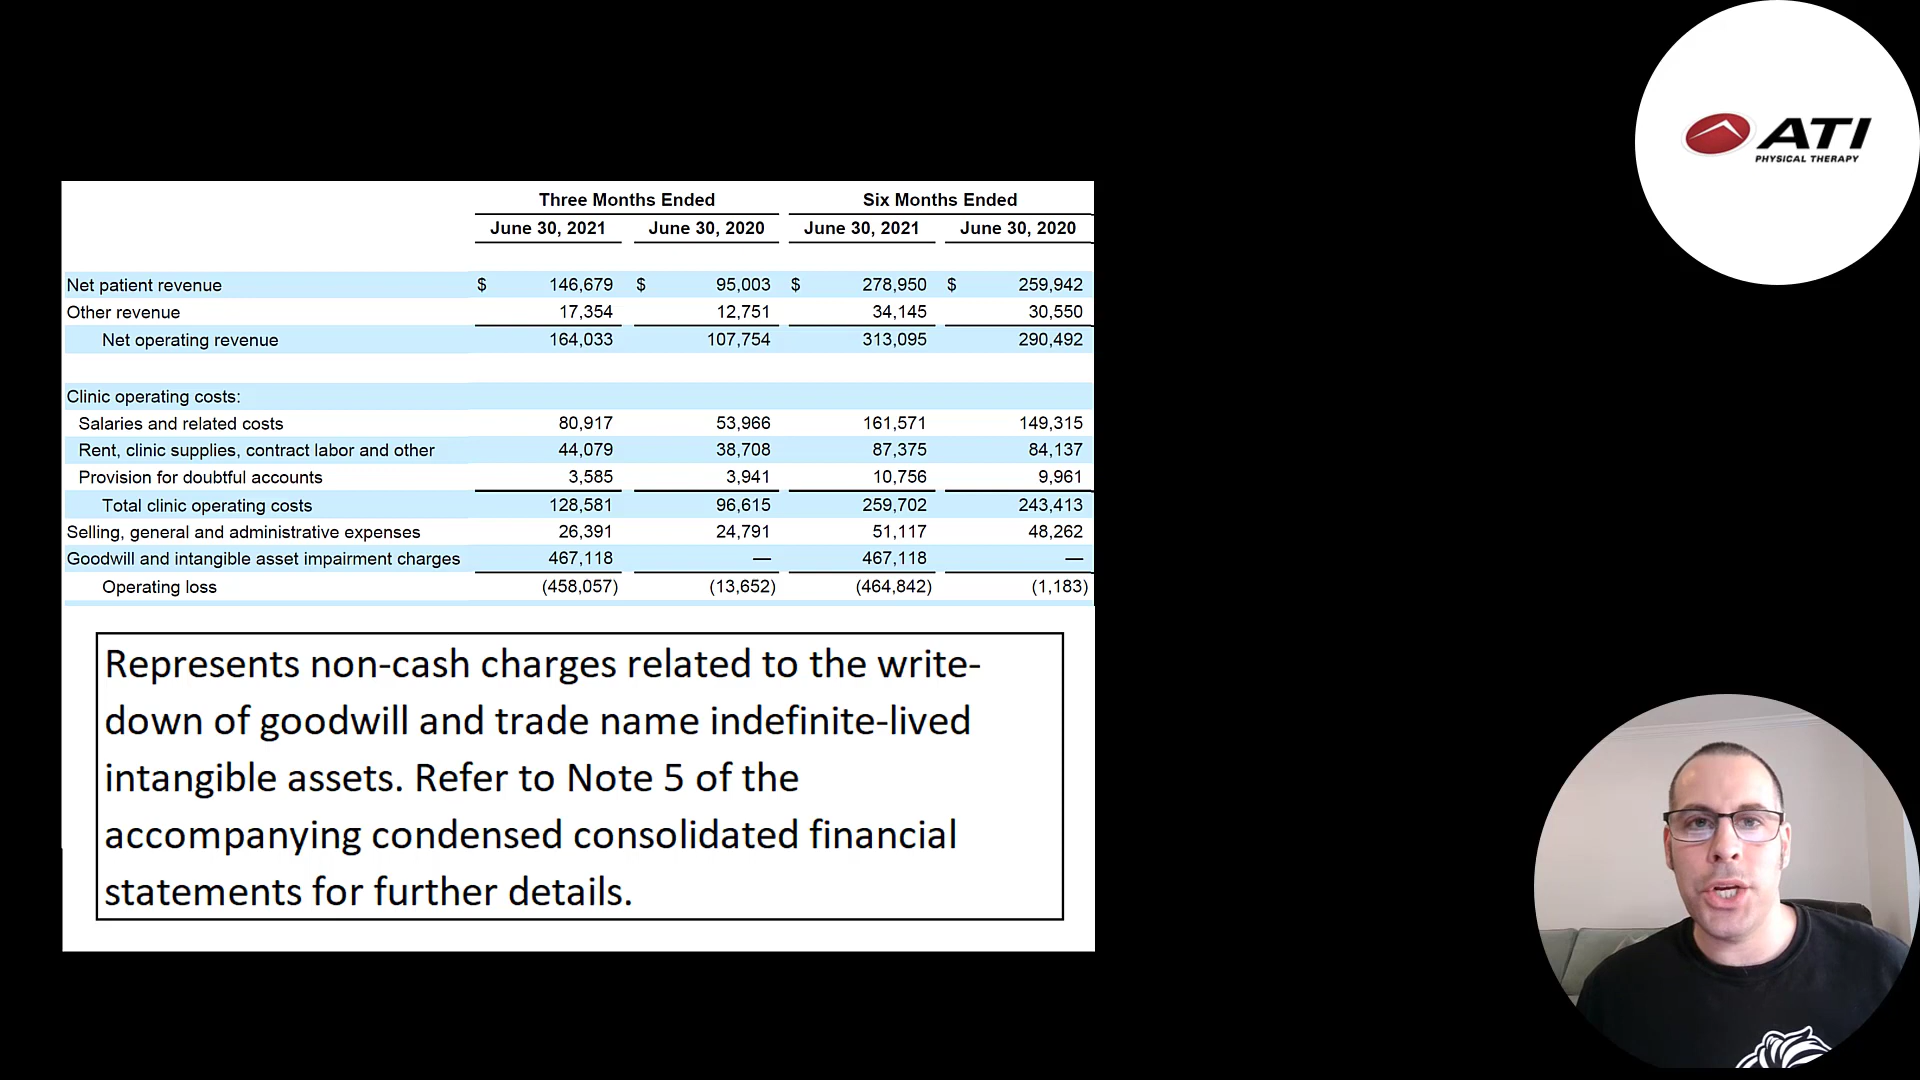 ATI
PHYSICAL THERAPY
Three Months Ended Six Months Ended
June 30, 2021 June 30, 2020 June 30, 2021 June 30, 2020
Net patient revenue $ 146,679 $ 95,003 $ 278,950 $ 259,942
Other revenue 17,354 12,751 34,145 30,550
Net operating revenue 164,033 107,754 313,095 290,492
Clinic operating costs:
Salaries and related costs 80,917 53,966 161,571 149,315
Rent, clinic supplies, contract labor and other 44,079 38,708 87,375 84,137
Provision for doubtful accounts 3,585 3,941 10,756 9,961
Total clinic operating costs 128,581 96,615 259,702 243,413
Selling, general and administrative expenses 26,391 24,791 51,117 48,262
Goodwill and intangible asset impairment charges 467,118 — 467,118 —
Operating loss (458,057) (13,652) (464,842) (1,183)
Represents non-cash charges related to the write-
down of goodwill and trade name indefinite-lived
intangible assets. Refer to Note 5 of the
accompanying condensed consolidated financial
statements for further details.